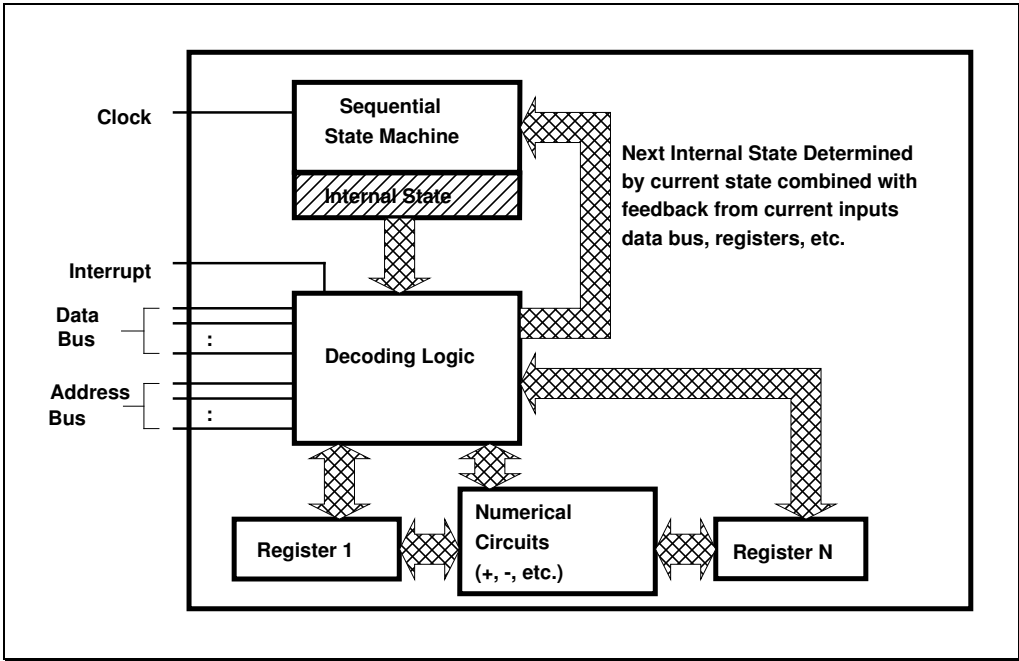 Clock
Sequential
State Machine
Internal State
Next Internal State Determined
by current state combined with
feedback from current inputs
data bus, registers, etc.
Interrupt
Data
Bus
:
Decoding Logic
Address
Bus
:
Register 1
Numerical
Circuits
(+, -, etc.)
Register N